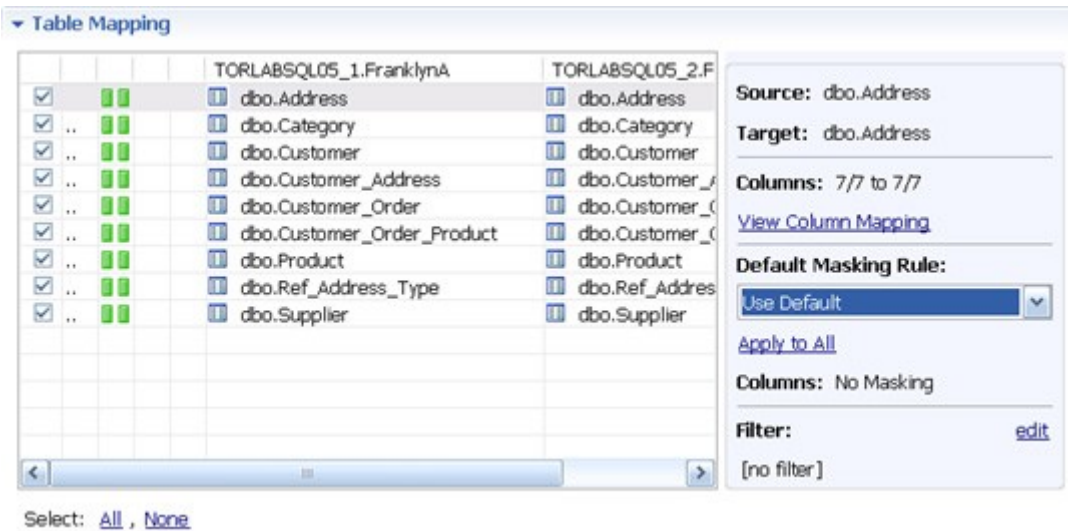 Table Mapping
TORLABSQL05_1.FranklynA TORLABSQL05_2.F
dbo.Address dbo.Address
.. dbo.Category dbo.Category
.. dbo.Customer dbo.Customer
.. dbo.Customer_Address dbo.Customer_A
.. dbo.Customer_Order dbo.Customer_O
.. dbo.Customer_Order_Product dbo.Customer_O
.. dbo.Product dbo.Product
.. dbo.Ref_Address_Type dbo.Ref_Addres
.. dbo.Supplier dbo.Supplier
Select: All , None
Source: dbo.Address
Target: dbo.Address
Columns: 7/7 to 7/7
View Column Mapping
Default Masking Rule:
Use Default
Apply to All
Columns: No Masking
Filter: edit
[no filter]